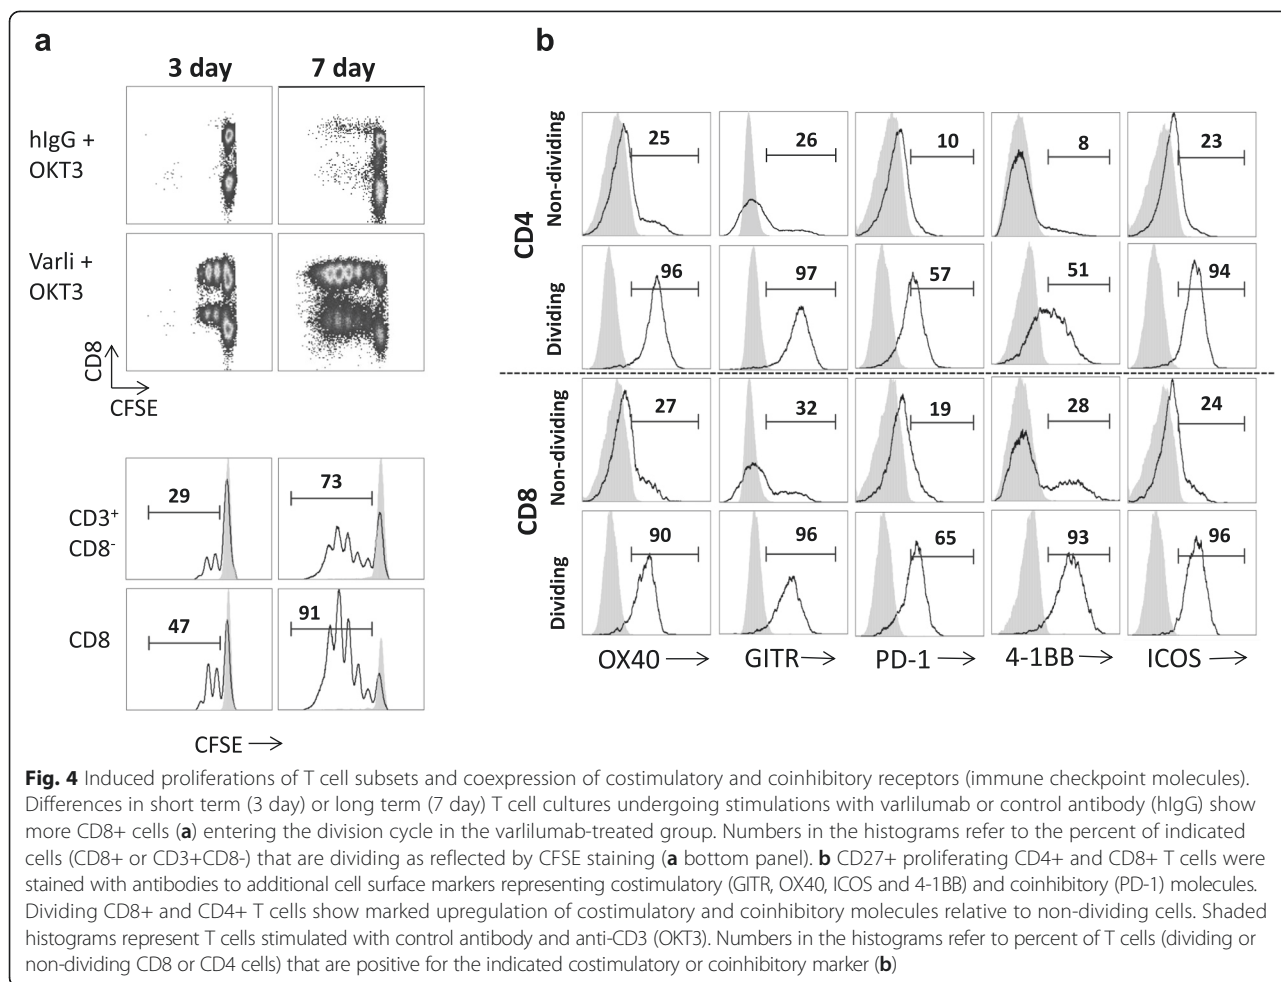 a
3 day 7 day
hIgG +
OKT3
Varli +
OKT3
CD8
CFSE
CD3+
CD8-
29 73
CD8
47 91
CFSE
b
CD4
Non-dividing
25 26 10 8 23
Dividing
96 97 57 51 94
CD8
Non-dividing
27 32 19 28 24
Dividing
90 96 65 93 96
OX40 GITR PD-1 4-1BB ICOS
Fig. 4 Induced proliferations of T cell subsets and coexpression of costimulatory and coinhibitory receptors (immune checkpoint molecules).
Differences in short term (3 day) or long term (7 day) T cell cultures undergoing stimulations with varlilumab or control antibody (hIgG) show
more CD8+ cells (a) entering the division cycle in the varlilumab-treated group. Numbers in the histograms refer to the percent of indicated
cells (CD8+ or CD3+CD8-) that are dividing as reflected by CFSE staining (a bottom panel). b CD27+ proliferating CD4+ and CD8+ T cells were
stained with antibodies to additional cell surface markers representing costimulatory (GITR, OX40, ICOS and 4-1BB) and coinhibitory (PD-1) molecules.
Dividing CD8+ and CD4+ T cells show marked upregulation of costimulatory and coinhibitory molecules relative to non-dividing cells. Shaded
histograms represent T cells stimulated with control antibody and anti-CD3 (OKT3). Numbers in the histograms refer to percent of T cells (dividing or
non-dividing CD8 or CD4 cells) that are positive for the indicated costimulatory or coinhibitory marker (b)